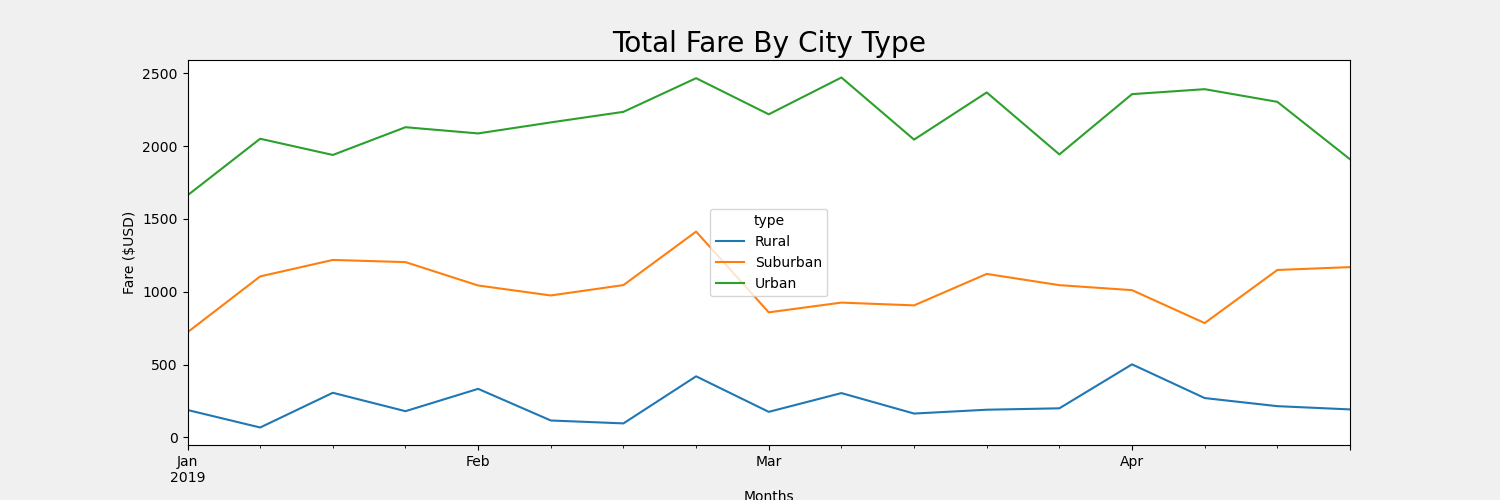 Total Fare By City Type
2500
2000
1500
1000
500
0
Fare ($USD)
type
Rural
Suburban
Urban
Jan Feb Mar Apr
2019
Months